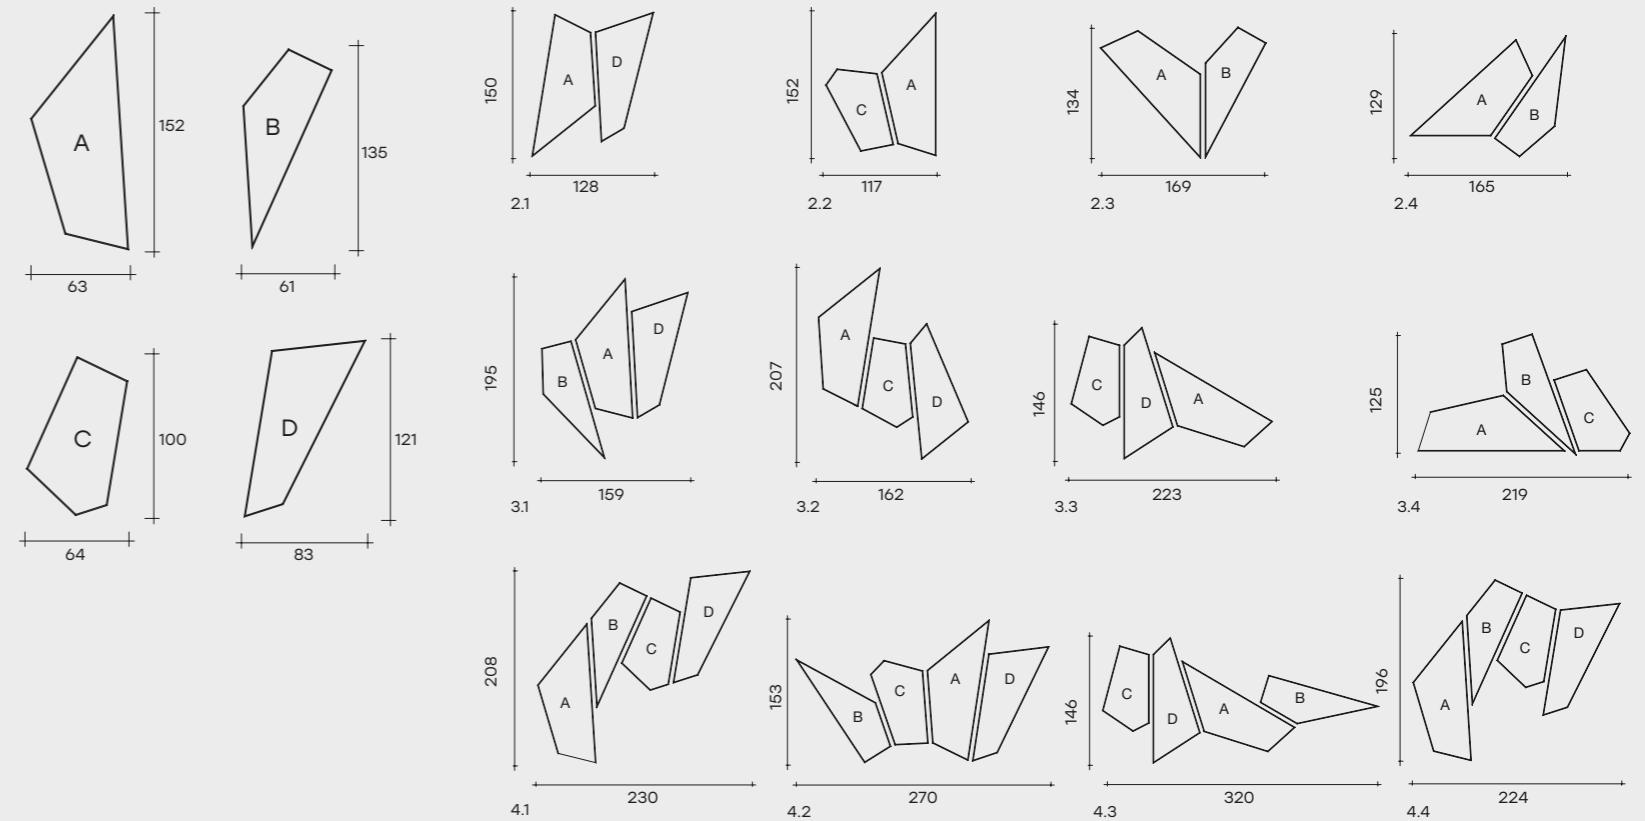 A
152
63
B
135
61
C
100
64
D
121
83
150
A
D
128
2.1
152
C
A
117
2.2
134
A
B
169
2.3
129
A
B
165
2.4
195
B
A
D
159
3.1
207
A
C
D
162
3.2
146
C
D
A
223
3.3
125
A
B
C
219
3.4
208
A
B
C
D
230
4.1
153
B
C
A
D
270
4.2
146
C
D
A
B
320
4.3
196
A
B
C
D
224
4.4